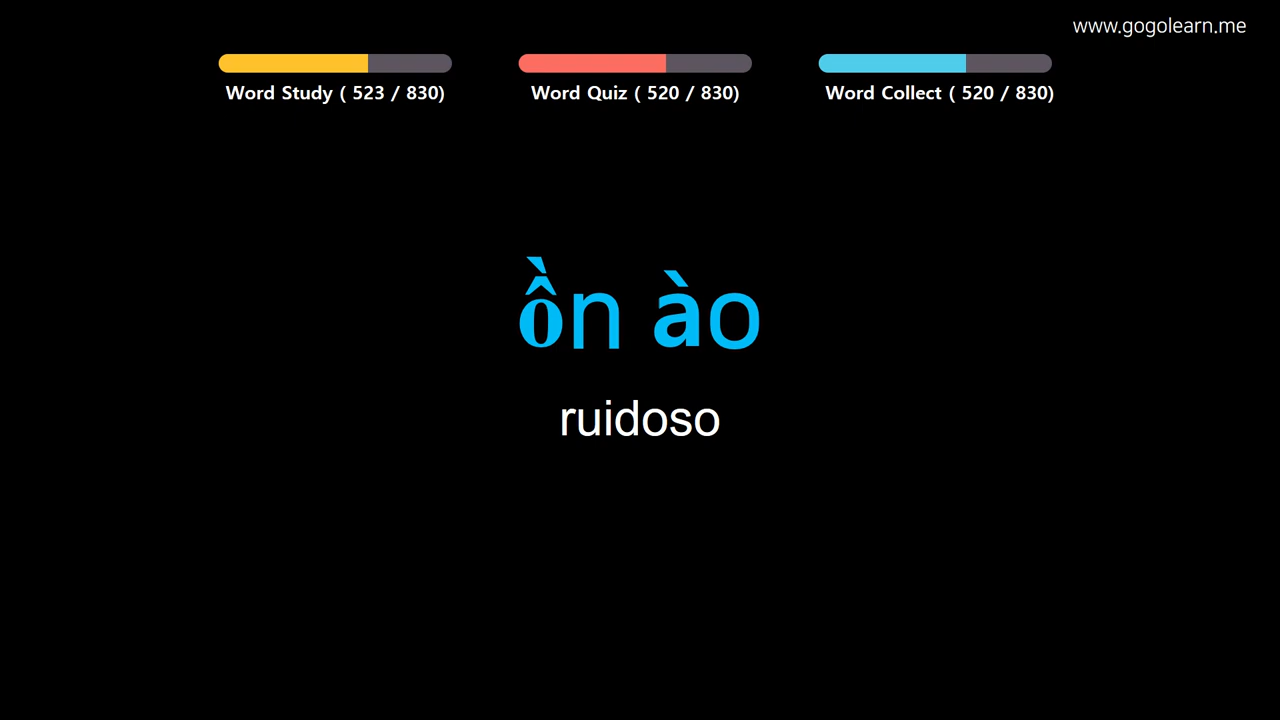 www.gogolearn.me
Word Study ( 523 / 830)
Word Quiz ( 520 / 830)
Word Collect ( 520 / 830)
ồn ào
ruidoso